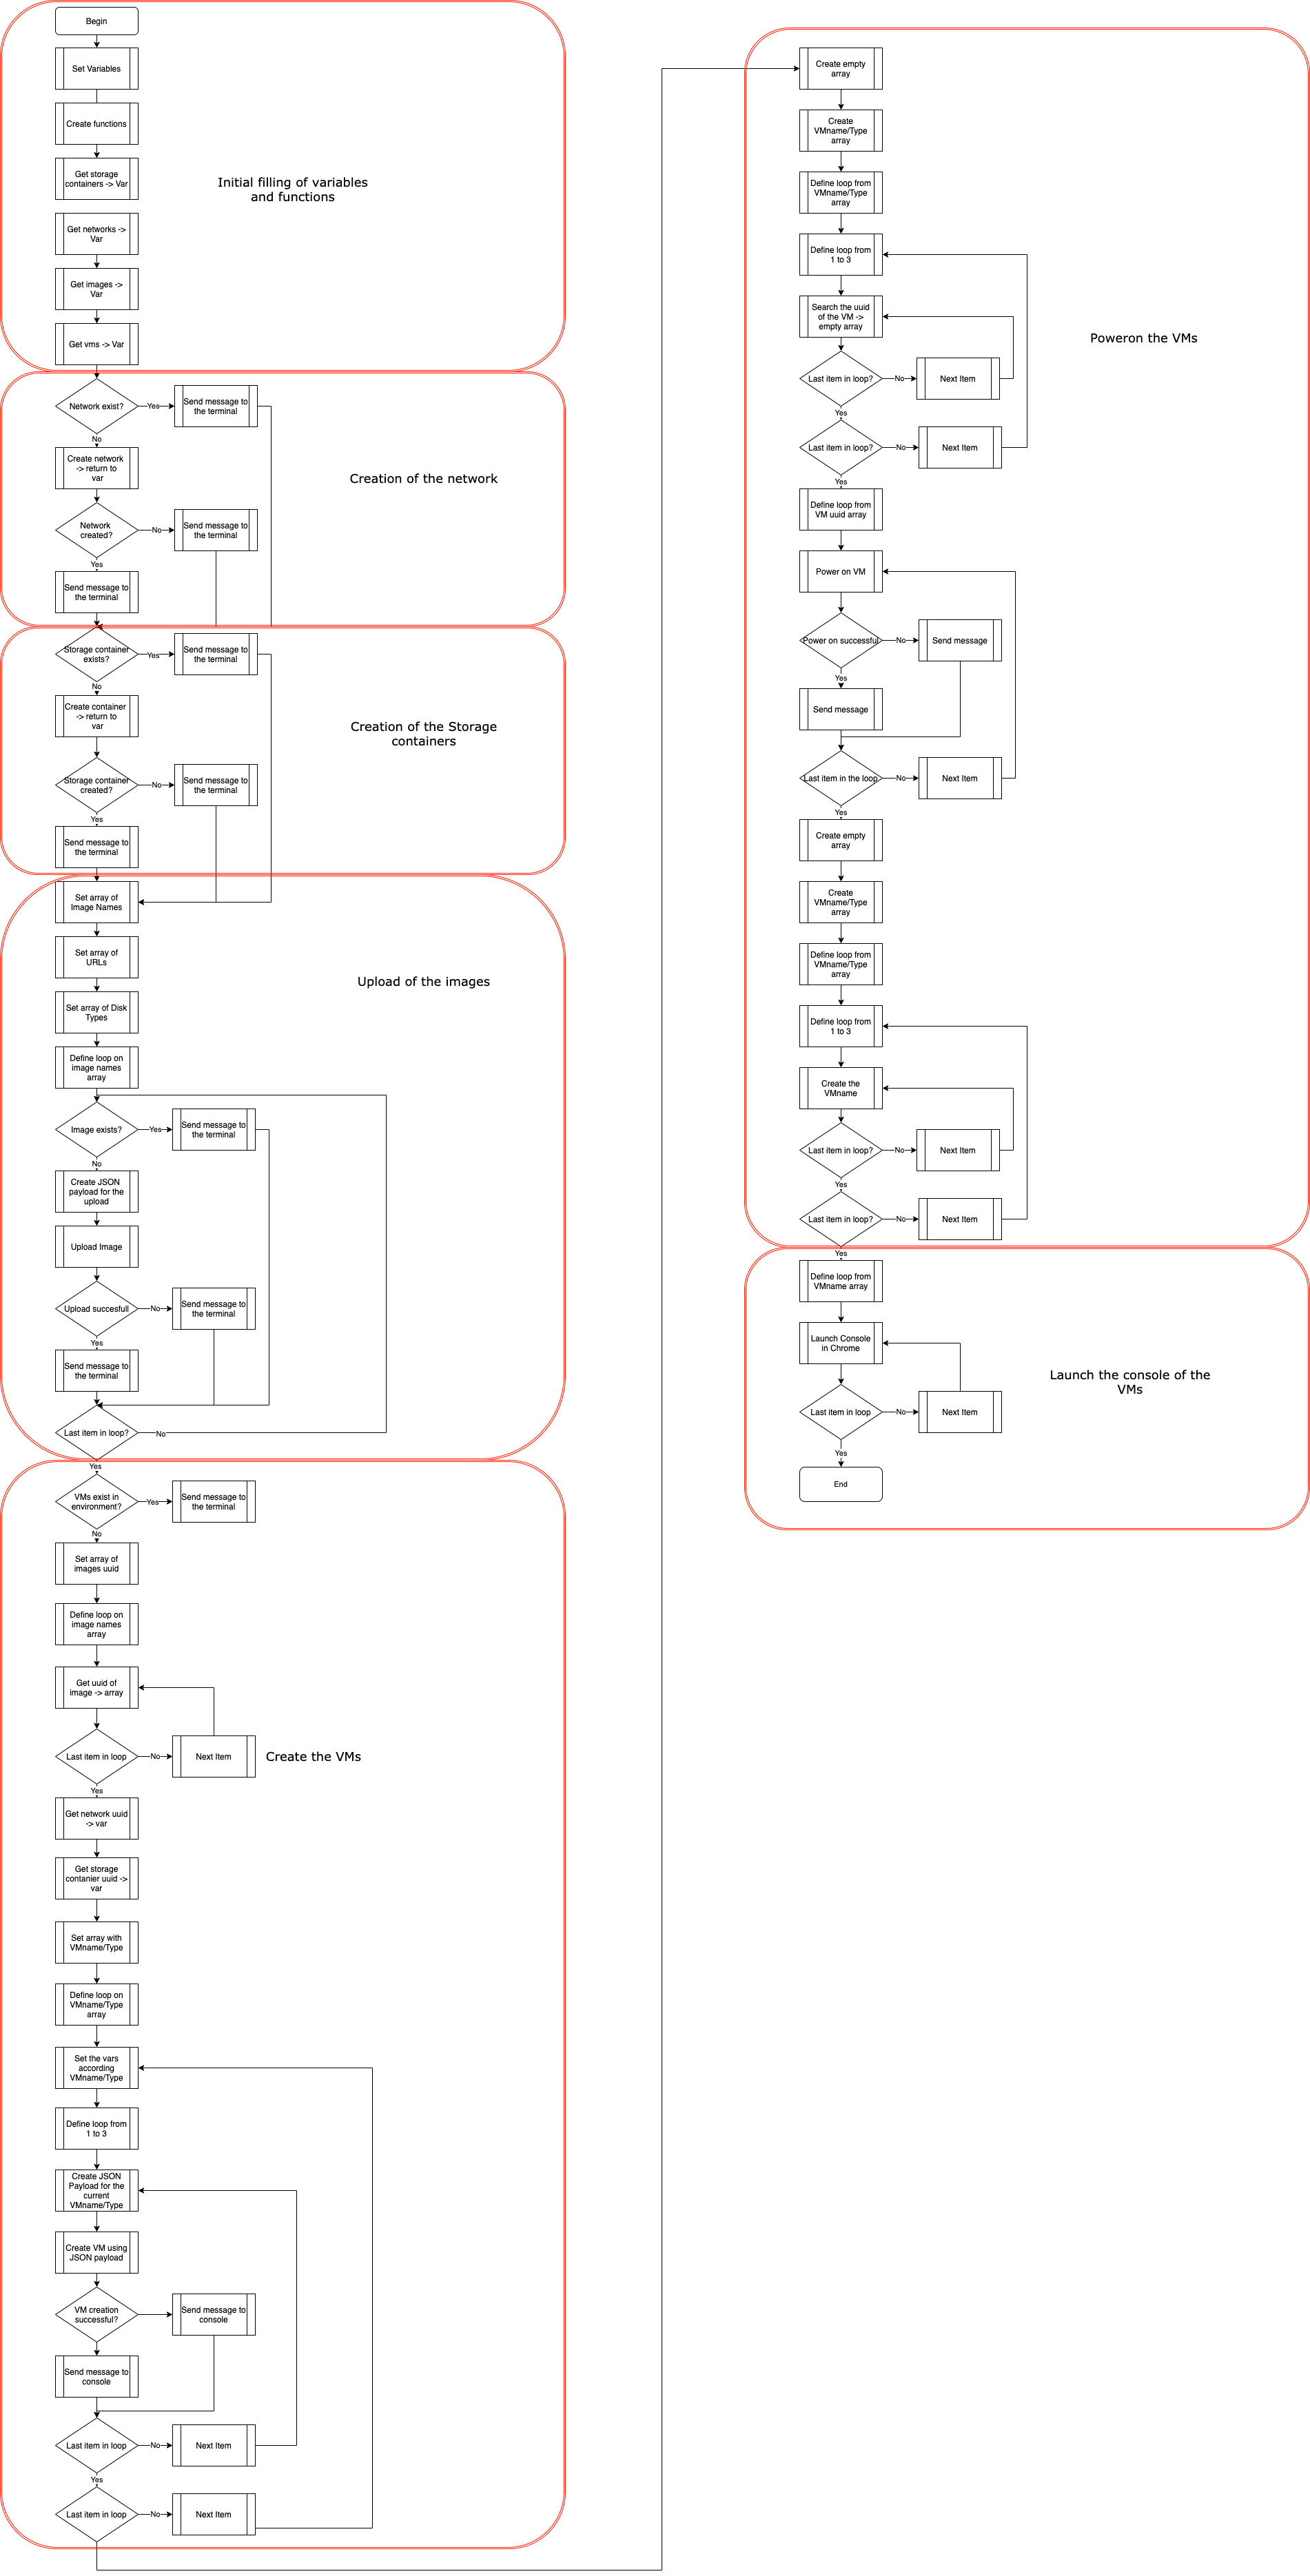 Begin
Set Variables
Create functions
Get storage
containers -> Var
Initial filling of variables
and functions
Get networks ->
Var
Get images ->
Var
Get vms -> Var
Network exist?
Yes
Send message to
the terminal
No
Create network
-> return to
var
Creation of the network
Network
created?
No
Send message to
the terminal
Yes
Send message to
the terminal
Storage container
exists?
Yes
Send message to
the terminal
No
Create container
-> return to
var
Creation of the Storage
containers
Storage container
created?
No
Send message to
the terminal
Yes
Send message to
the terminal
Set array of
Image Names
Set array of
URLs
Upload of the images
Set array of Disk
Types
Define loop on
image names
array
Image exists?
Yes
Send message to
the terminal
No
Create JSON
payload for the
upload
Upload Image
Upload succesfull
No
Send message to
the terminal
Yes
Send message to
the terminal
Last item in loop?
No
Yes
VMs exist in
environment?
Yes
Send message to
the terminal
No
Set array of
images uuid
Define loop on
image names
array
Get uuid of
image -> array
Last item in loop
No
Next Item
Create the VMs
Yes
Get network uuid
-> var
Get storage
contanier uuid ->
var
Set array with
VMname/Type
Define loop on
VMname/Type
array
Set the vars
according
VMname/Type
Define loop from
1 to 3
Create JSON
Payload for the
current
VMname/Type
Create VM using
JSON payload
VM creation
successful?
Send message to
console
Send message to
console
Last item in loop
No
Next Item
Yes
Last item in loop
No
Next Item
Create empty
array
Create
VMname/Type
array
Define loop from
VMname/Type
array
Define loop from
1 to 3
Search the uuid
of the VM ->
empty array
Poweron the VMs
Last item in loop?
No
Next Item
Yes
Last item in loop?
No
Next Item
Yes
Define loop from
VM uuid array
Power on VM
Power on successful
No
Send message
Yes
Send message
Last item in the loop
No
Next Item
Yes
Create empty
array
Create
VMname/Type
array
Define loop from
VMname/Type
array
Define loop from
1 to 3
Create the
VMname
Last item in loop?
No
Next Item
Yes
Last item in loop?
No
Next Item
Yes
Define loop from
VMname array
Launch Console
in Chrome
Launch the console of the
VMs
Last item in loop
No
Next Item
Yes
End